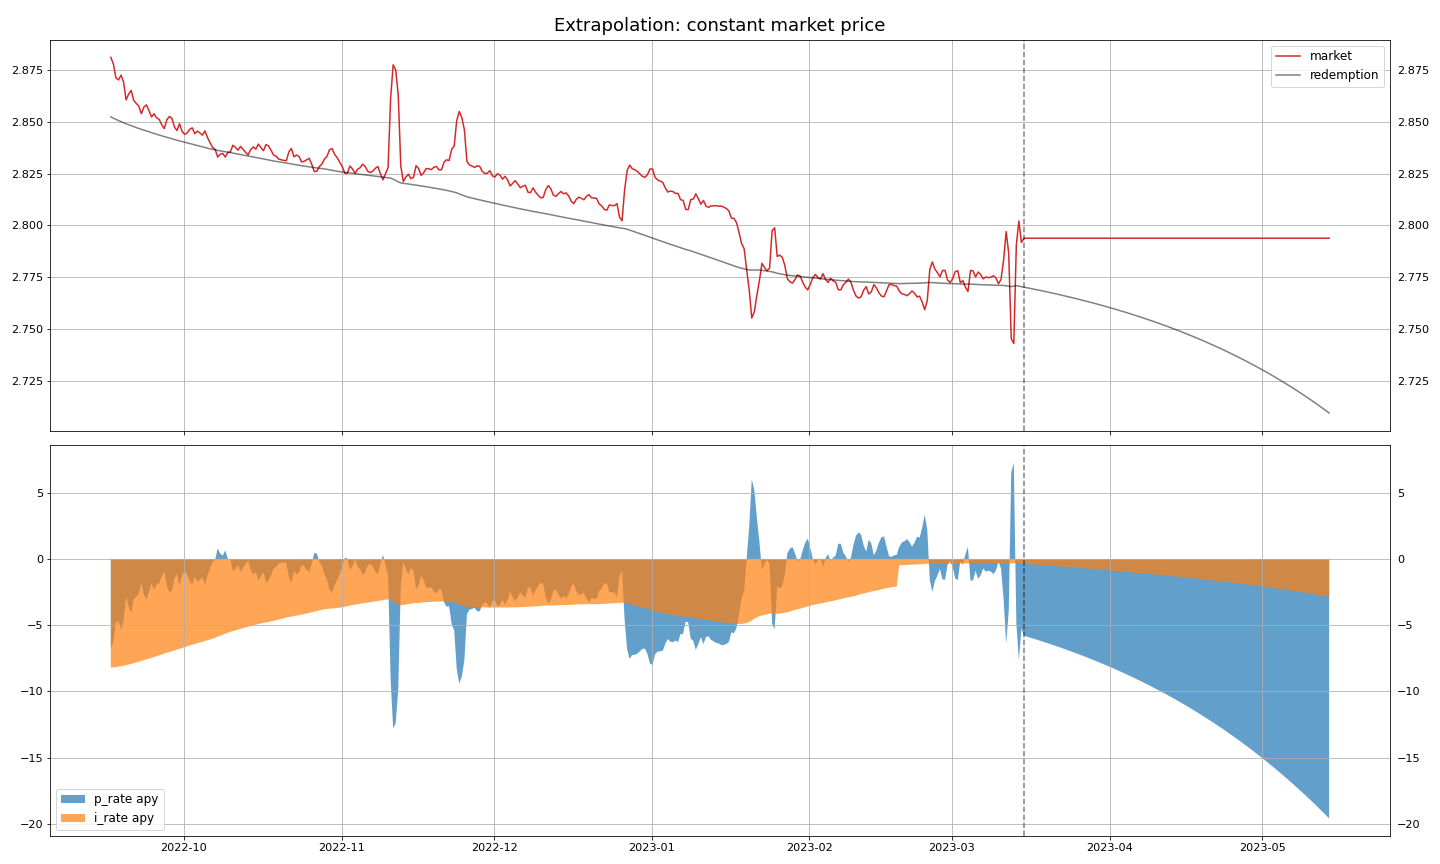 Extrapolation: constant market price
market
redemption
2.875 2.875
2.850 2.850
2.825 2.825
2.800 2.800
2.775 2.775
2.750 2.750
2.725 2.725
5 5
0 0
−5 −5
−10 −10
−15 −15
−20 −20
p_rate apy
i_rate apy
2022-10 2022-11 2022-12 2023-01 2023-02 2023-03 2023-04 2023-05